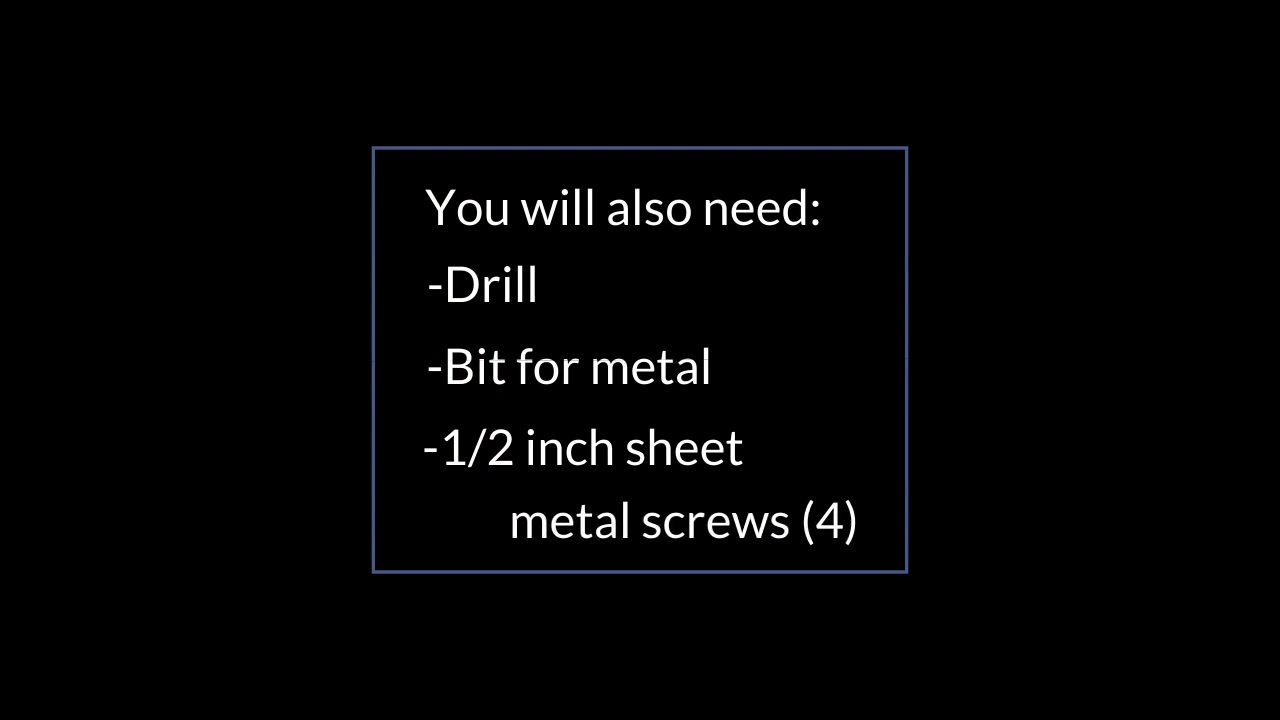 You will also need:
-Drill
-Bit for metal
-1/2 inch sheet
metal screws (4)